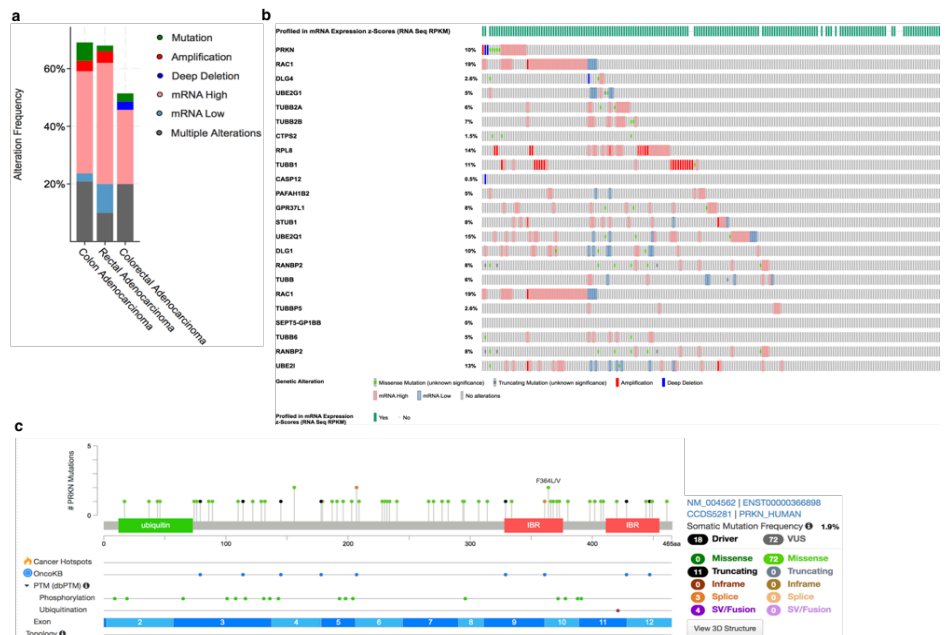 a
Mutation
Amplification
Deep Deletion
mRNA High
mRNA Low
Multiple Alterations
Alteration Frequency
60%
40%
20%
Colon Adenocarcinoma
Rectal Adenocarcinoma
Colorectal Adenocarcinoma
b
Profiled in mRNA Expression z-Scores (RNA Seq RPKM)
PRKN 10%
RAC1 19%
DLG4 2.6%
UBE2G1 5%
TUBB2A 6%
TUBB2B 7%
CTPS2 1.5%
RPL8 14%
TUBB1 11%
CASP12 0.5%
PAFAH1B2 5%
GPR37L1 8%
STUB1 8%
UBE2Q1 15%
DLG1 10%
RANBP2 8%
TUBB 6%
RAC1 19%
TUBBP5 2.6%
SEPT5-GP1BB 0%
TUBB6 5%
RANBP2 8%
UBE2I 13%
Genetic Alteration Missense Mutation (unknown significance) Truncating Mutation (unknown significance) Amplification Deep Deletion
mRNA High mRNA Low No alterations
Profiled in mRNA Expression
z-Scores (RNA Seq RPKM) Yes No
c
# PRKN Mutations
5
0
F364L/V
ubiquitin IBR IBR
0 100 200 300 400 465aa
Cancer Hotspots
OncoKB
PTM (dbPTM)
Phosphorylation
Ubiquitination
Exon 2 3 4 5 6 7 8 9 10 11 12
Topology
NM_004562 | ENST00000366898
CCDS5281 | PRKN_HUMAN
Somatic Mutation Frequency 1.9%
18 Driver 72 VUS
0 Missense 72 Missense
11 Truncating 0 Truncating
0 Inframe 0 Inframe
3 Splice 0 Splice
4 SV/Fusion 0 SV/Fusion
View 3D Structure